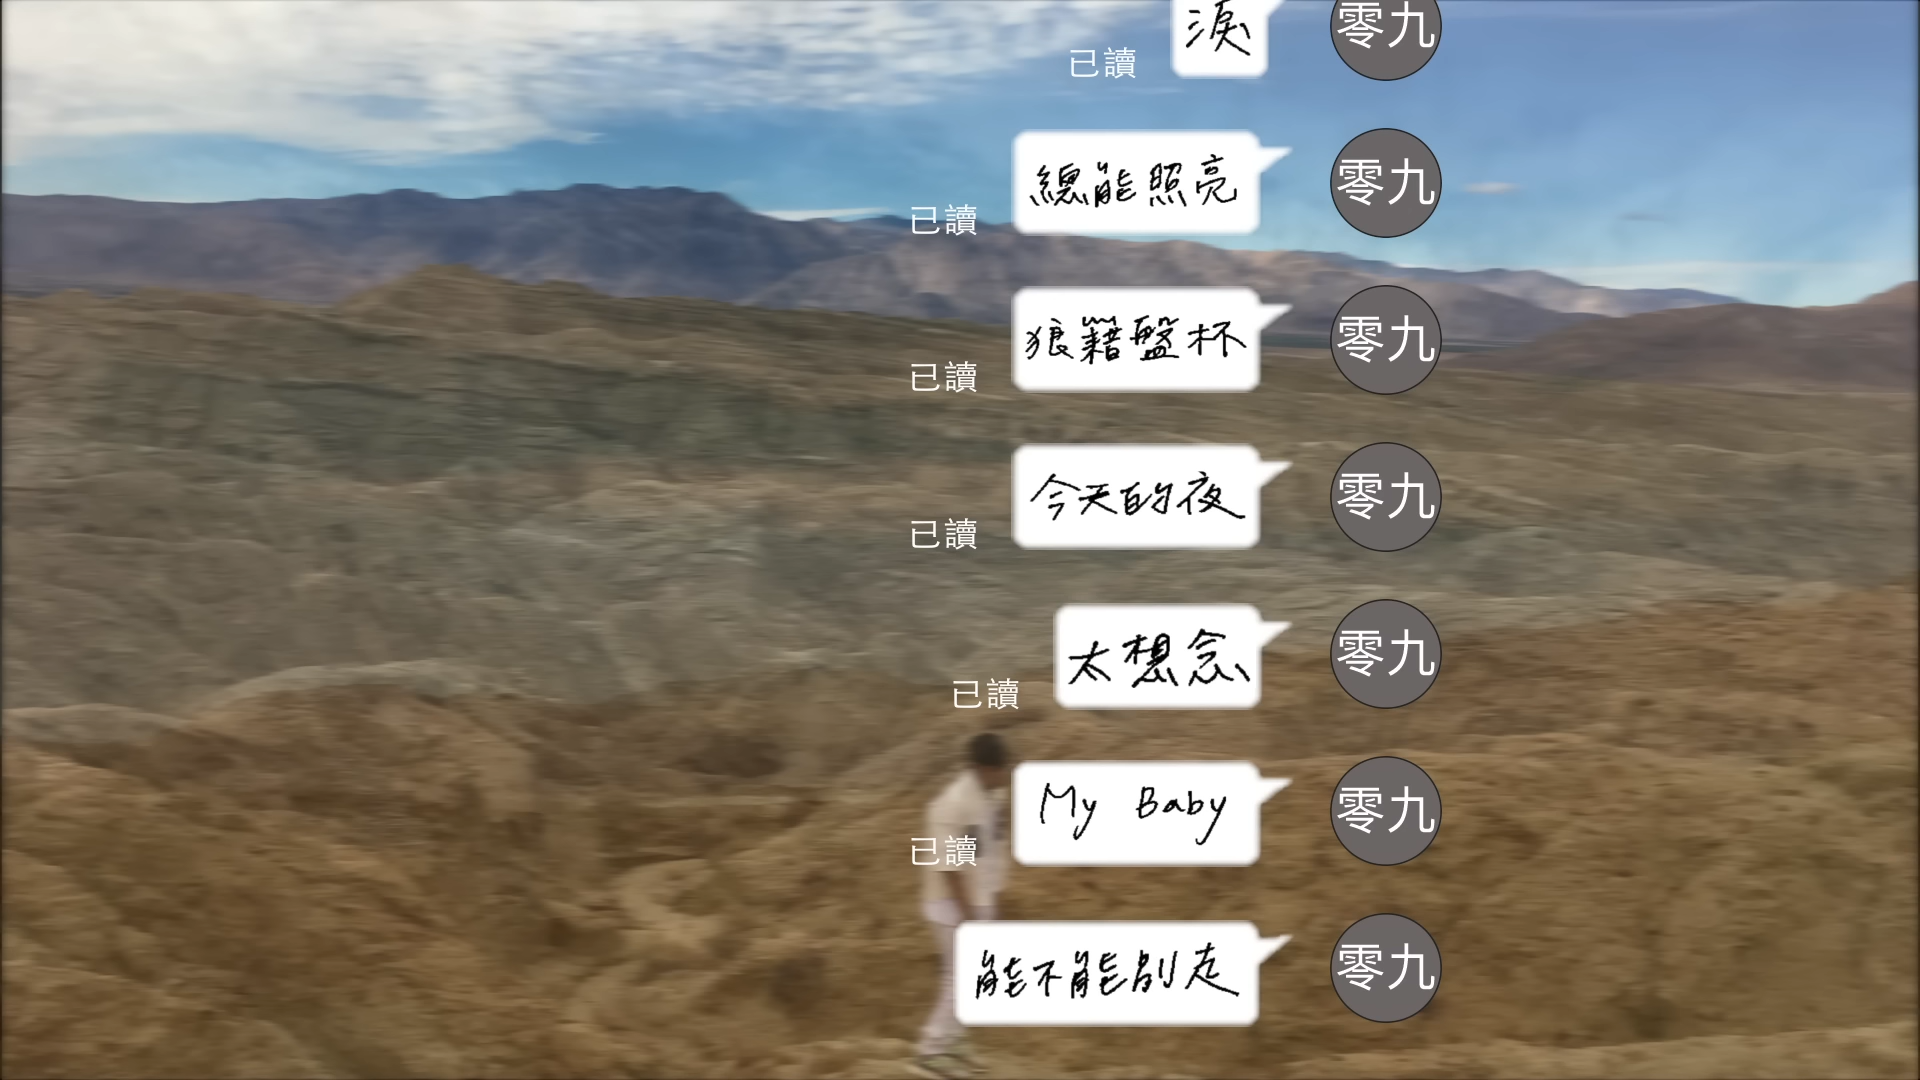 淚 零九
已讀
總能照亮 零九
已讀
狼籍盤杯 零九
已讀
今天的夜 零九
已讀
太想念 零九
已讀
My Baby 零九
已讀
能不能別走 零九